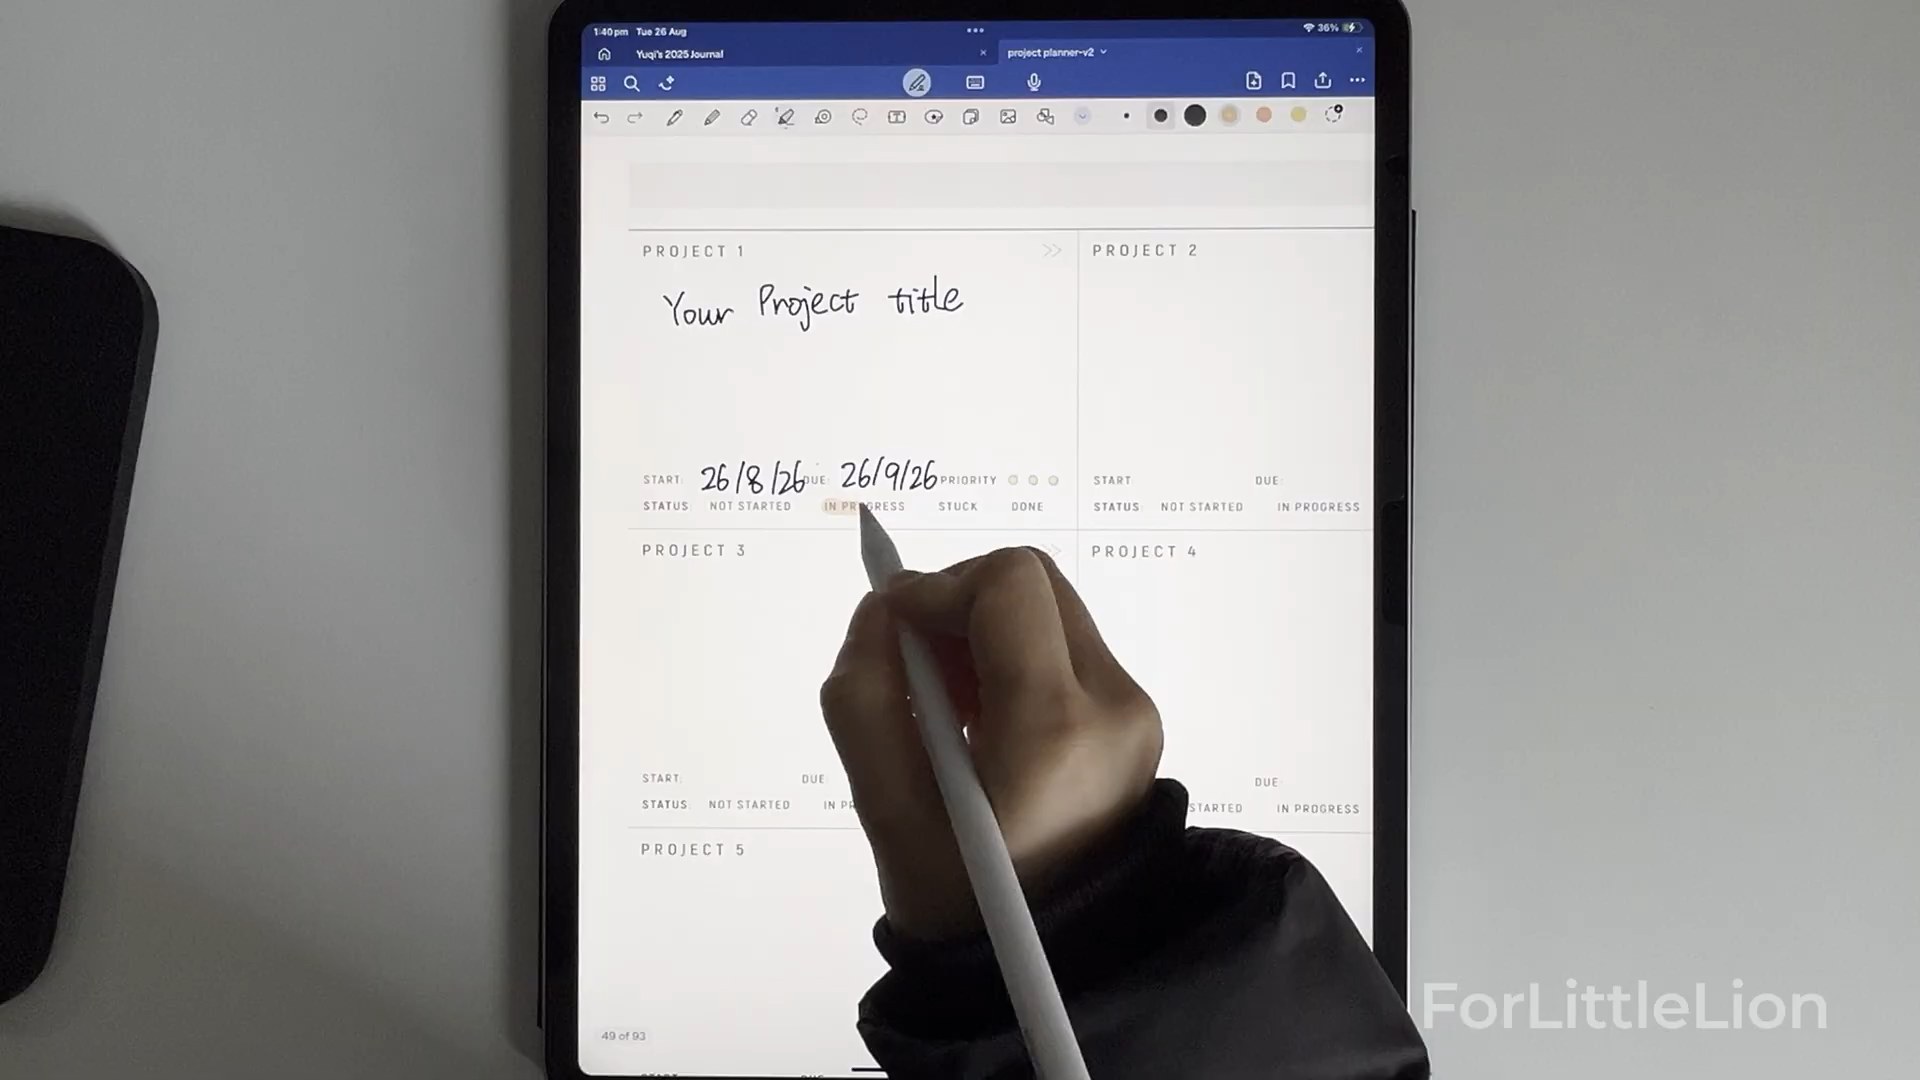 1:40 pm Tue 26 Aug
36%
Yuqi's 2025 Journal
project planner-v2
PROJECT 1
PROJECT 2
Your Project title
START: 26/8/26 DUE: 26/9/26 PRIORITY
START
DUE:
STATUS: NOT STARTED IN PROGRESS STUCK DONE
STATUS: NOT STARTED IN PROGRESS
PROJECT 3
PROJECT 4
START:
DUE:
DUE:
STATUS: NOT STARTED IN PR
STARTED IN PROGRESS
PROJECT 5
49 of 93
ForLittleLion